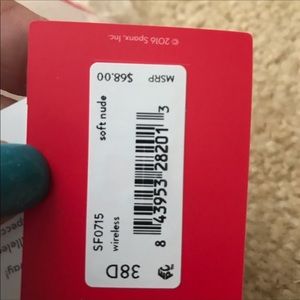 © 2016 Spanx, Inc.
MSRP
$68.00
soft nude
8 43953 28201 3
SF0715
wireless
38D